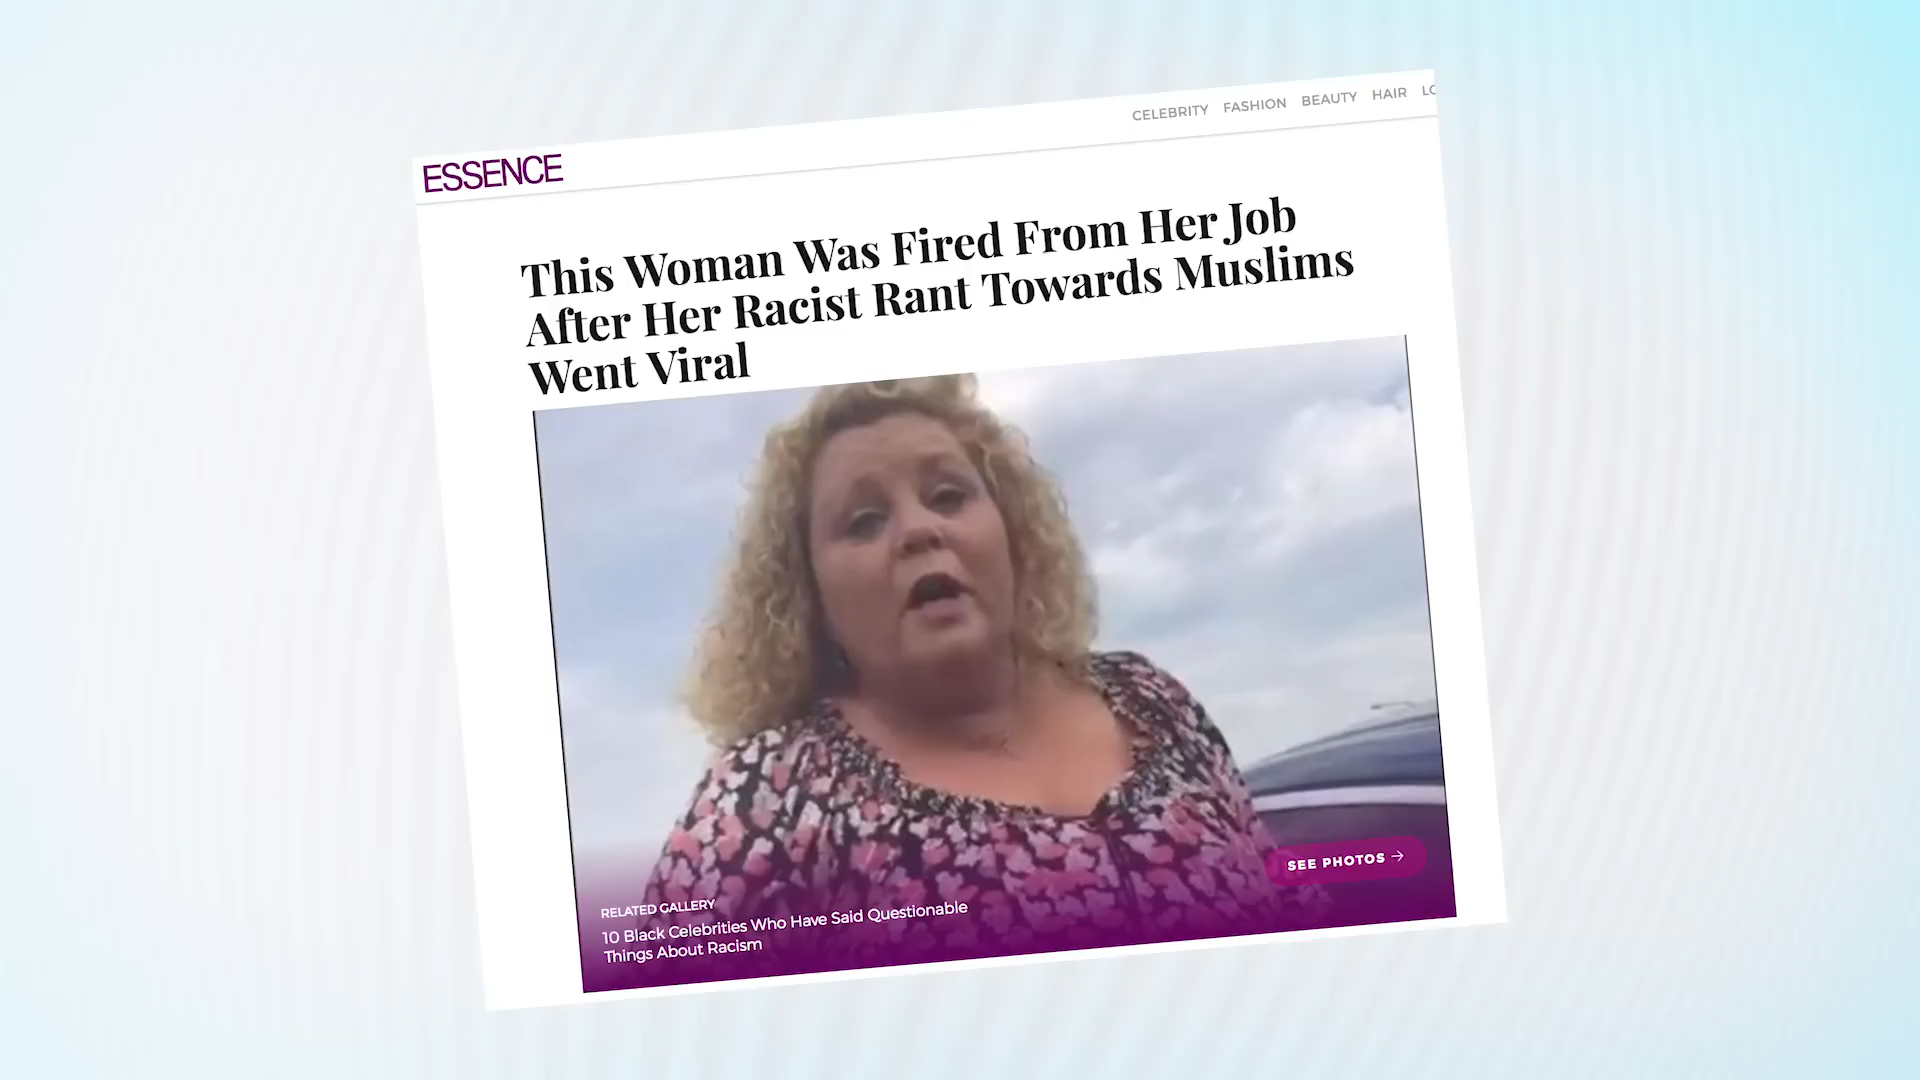 CELEBRITY FASHION BEAUTY HAIR
ESSENCE
This Woman Was Fired From Her Job
After Her Racist Rant Towards Muslims
Went Viral
SEE PHOTOS →
RELATED GALLERY
10 Black Celebrities Who Have Said Questionable
Things About Racism